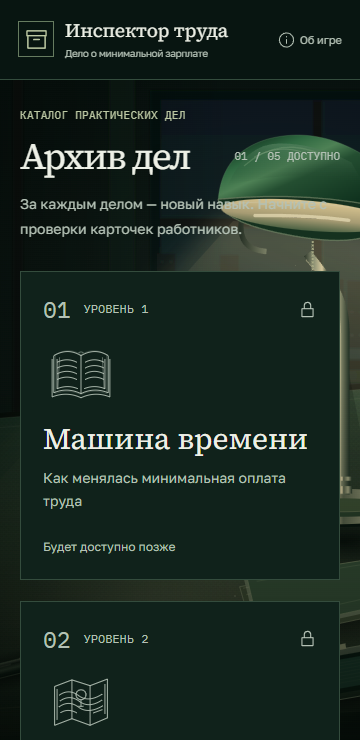 Инспектор труда
Дело о минимальной зарплате
Об игре
КАТАЛОГ ПРАКТИЧЕСКИХ ДЕЛ
Архив дел
01 / 05 ДОСТУПНО
За каждым делом — новый навык. Начните с
проверки карточек работников.
01 УРОВЕНЬ 1
Машина времени
Как менялась минимальная оплата
труда
Будет доступно позже
02 УРОВЕНЬ 2